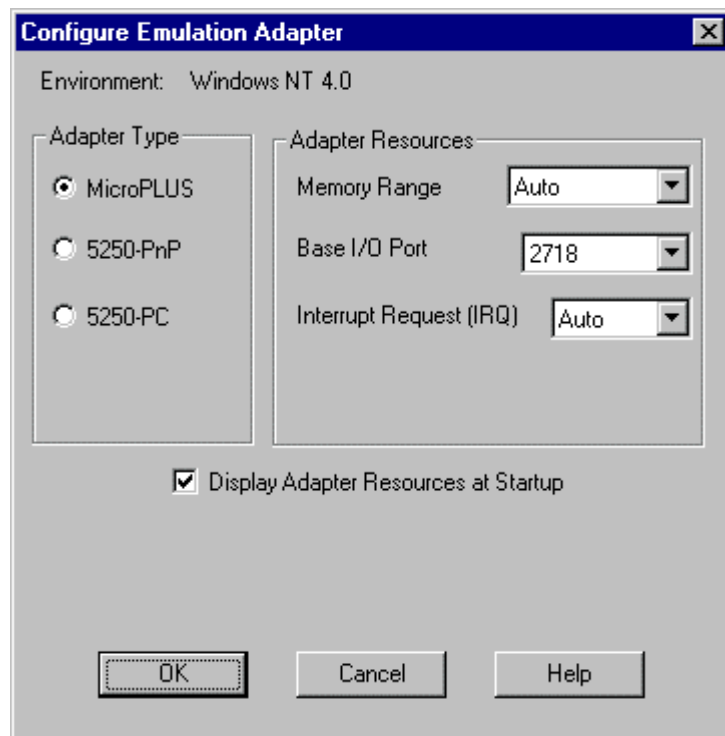 Configure Emulation Adapter
Environment: Windows NT 4.0
Adapter Type
MicroPLUS
5250-PnP
5250-PC
Adapter Resources
Memory Range Auto
Base I/O Port 2718
Interrupt Request (IRQ) Auto
Display Adapter Resources at Startup
OK Cancel Help